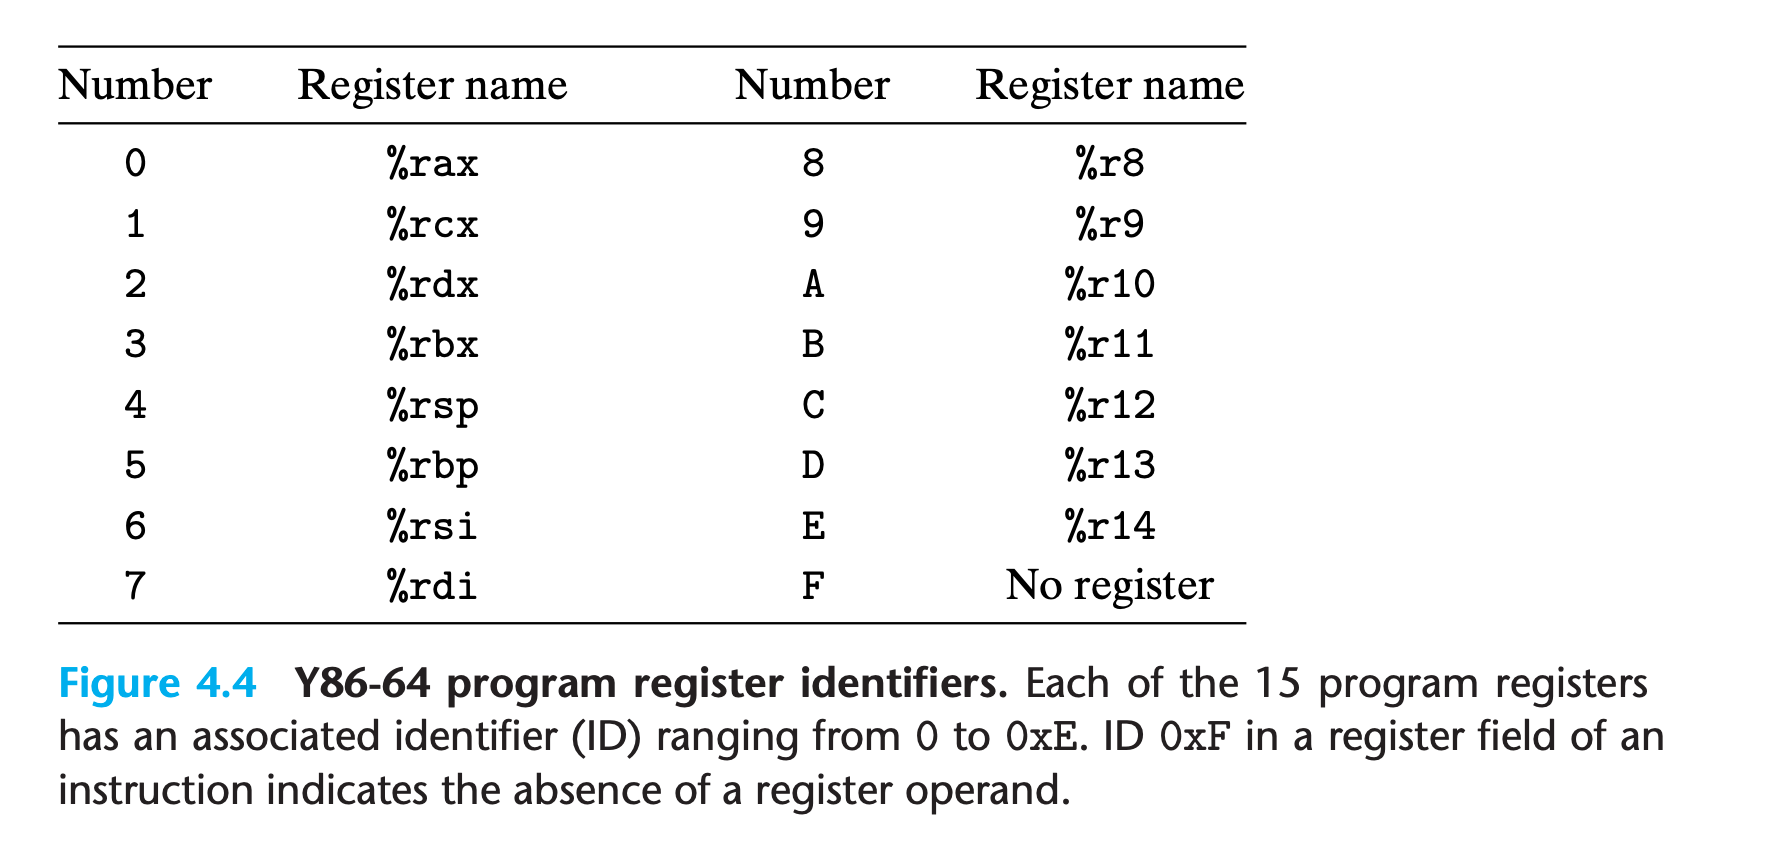 Number Register name Number Register name
0 %rax 8 %r8
1 %rcx 9 %r9
2 %rdx A %r10
3 %rbx B %r11
4 %rsp C %r12
5 %rbp D %r13
6 %rsi E %r14
7 %rdi F No register
Figure 4.4 Y86-64 program register identifiers. Each of the 15 program registers
has an associated identifier (ID) ranging from 0 to 0xE. ID 0xF in a register field of an
instruction indicates the absence of a register operand.